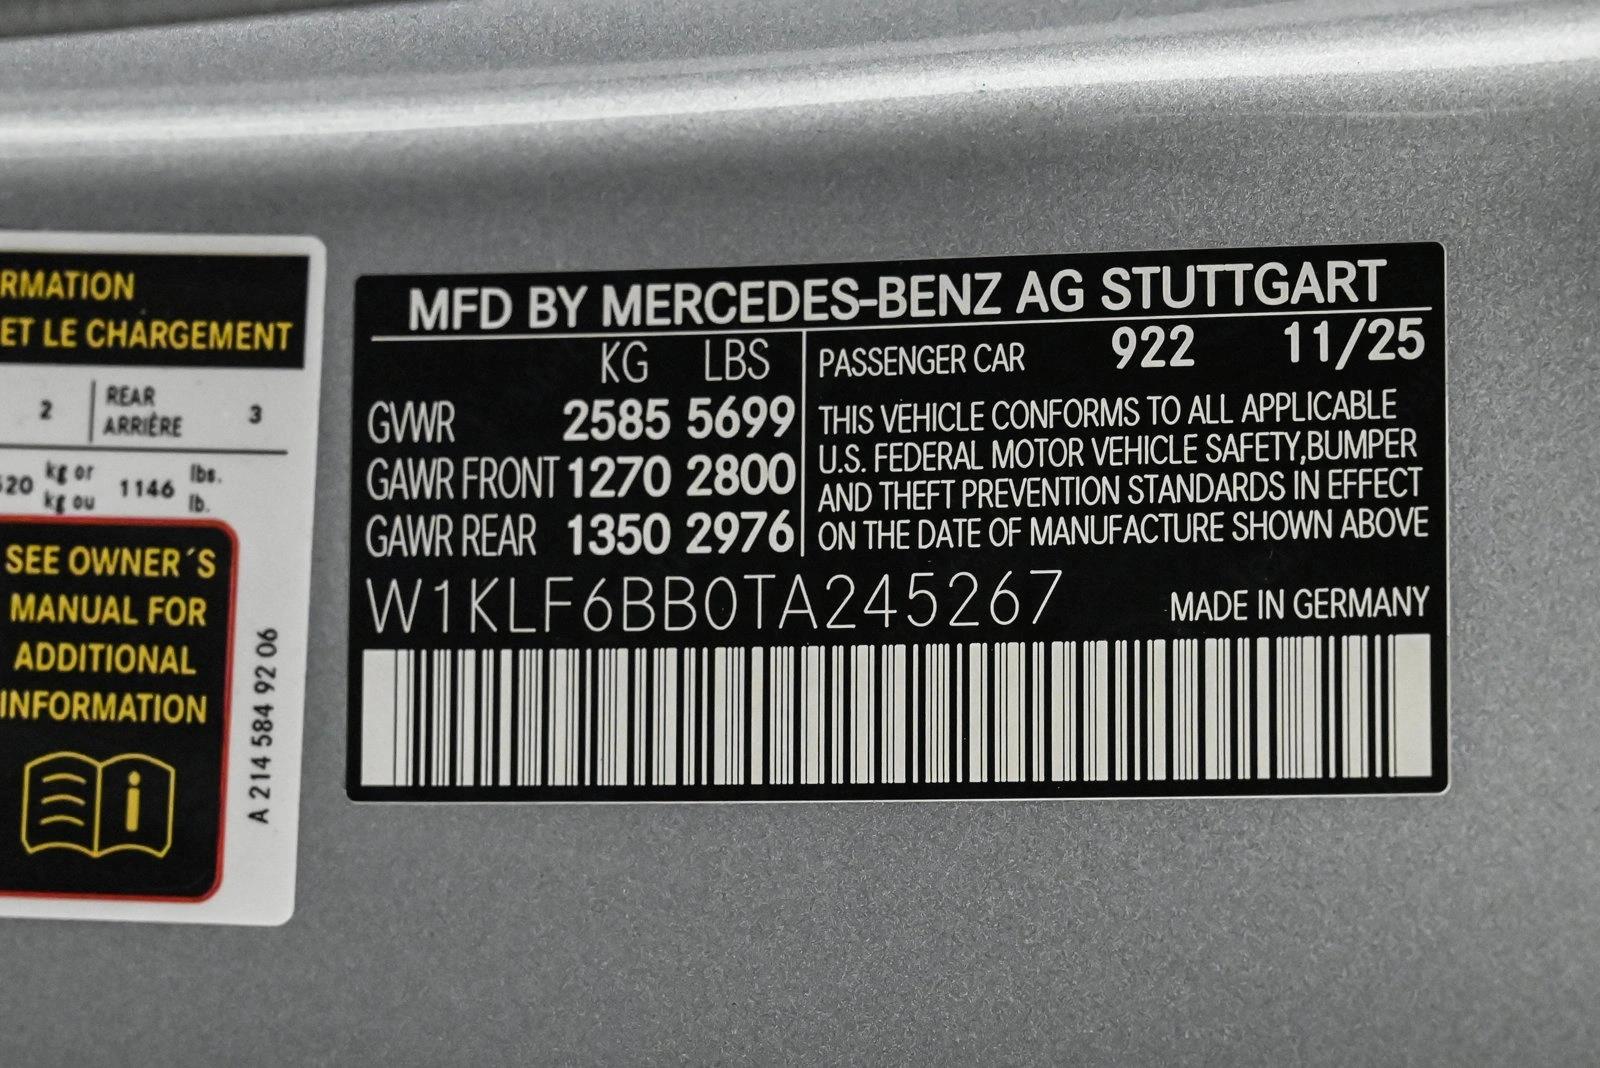 RMATION
ET LE CHARGEMENT
2 REAR ARRIÈRE 3
kg or lbs.
20 1146
kg ou lb.
SEE OWNER´S
MANUAL FOR
ADDITIONAL
INFORMATION
i
A 214 584 92 06
MFD BY MERCEDES-BENZ AG STUTTGART
KG LBS
GVWR 2585 5699
GAWR FRONT 1270 2800
GAWR REAR 1350 2976
PASSENGER CAR 922 11/25
THIS VEHICLE CONFORMS TO ALL APPLICABLE
U.S. FEDERAL MOTOR VEHICLE SAFETY,BUMPER
AND THEFT PREVENTION STANDARDS IN EFFECT
ON THE DATE OF MANUFACTURE SHOWN ABOVE
W1KLF6BB0TA245267
MADE IN GERMANY